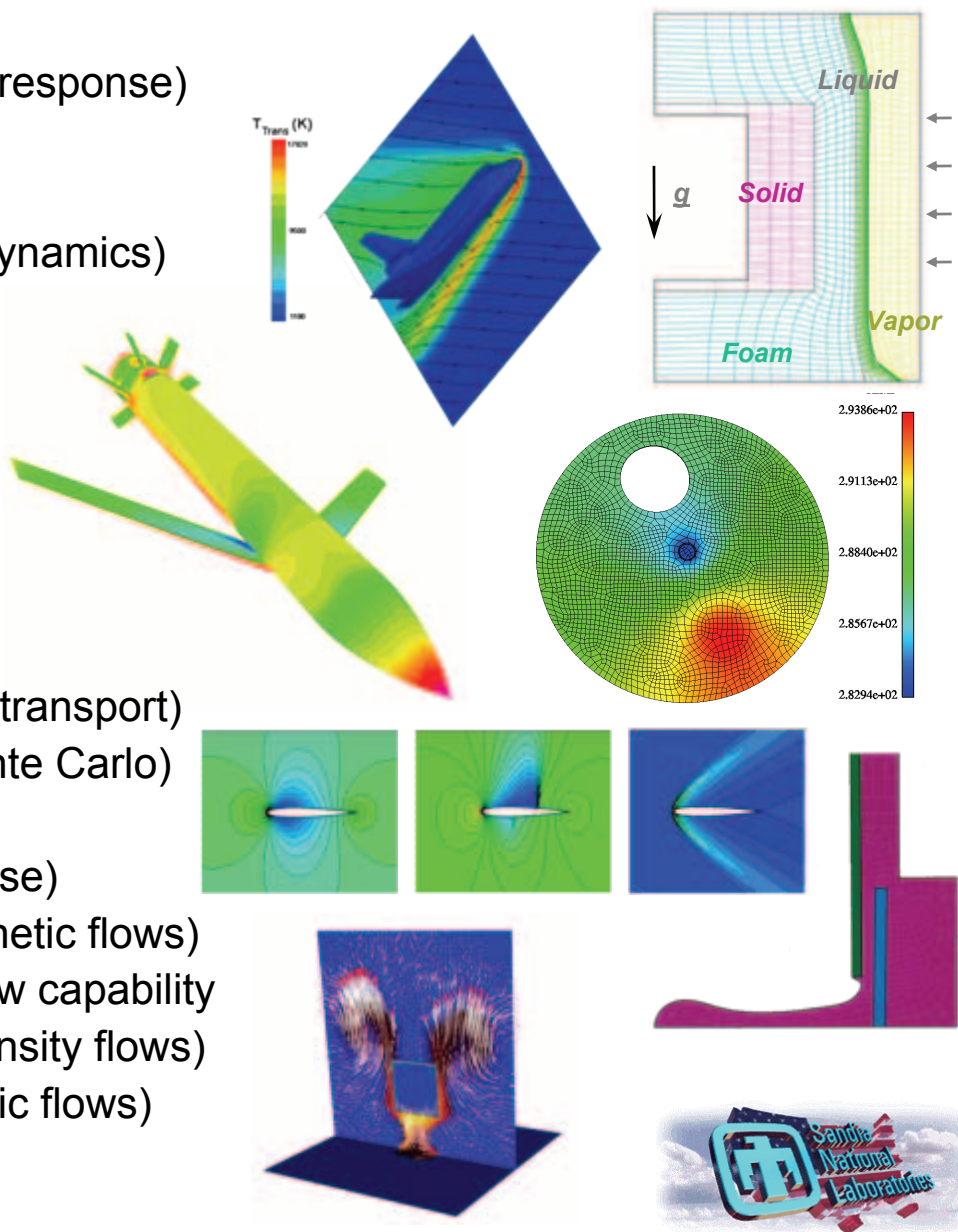 response)
T_Trans (K)
ynamics)
Liquid
g
Solid
Vapor
Foam
2.9386e+02
2.9113e+02
2.8840e+02
2.8567e+02
2.8294e+02
transport)
nte Carlo)
se)
netic flows)
w capability
nsity flows)
ic flows)
Sandia
National
Laboratories